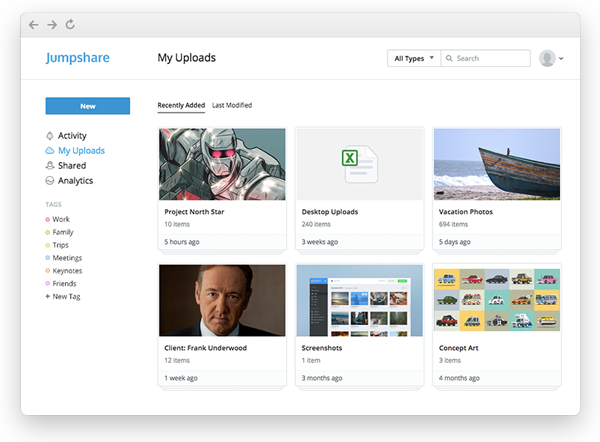 Jumpshare
My Uploads
All Types
Search
New
Activity
My Uploads
Shared
Analytics
TAGS
Work
Family
Trips
Meetings
Keynotes
Friends
+ New Tag
Recently Added
Last Modified
X
Project North Star
10 items
5 hours ago
Desktop Uploads
240 items
3 weeks ago
Vacation Photos
694 items
5 days ago
Client: Frank Underwood
12 items
1 week ago
Screenshots
1 item
3 months ago
Concept Art
3 items
4 months ago